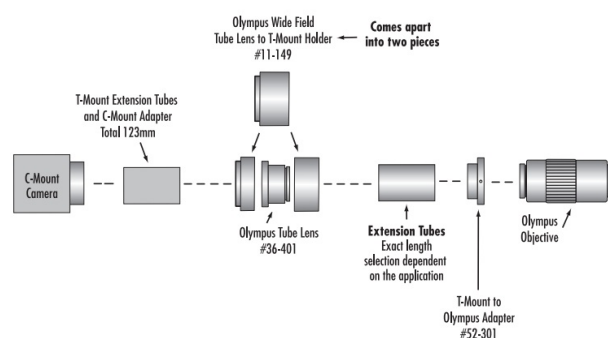 Olympus Wide Field
Tube Lens to T-Mount Holder
#11-149
Comes apart
into two pieces
T-Mount Extension Tubes
and C-Mount Adapter
Total 123mm
C-Mount
Camera
Olympus Tube Lens
#36-401
Extension Tubes
Exact length
selection dependent
on the application
T-Mount to
Olympus Adapter
#52-301
Olympus
Objective